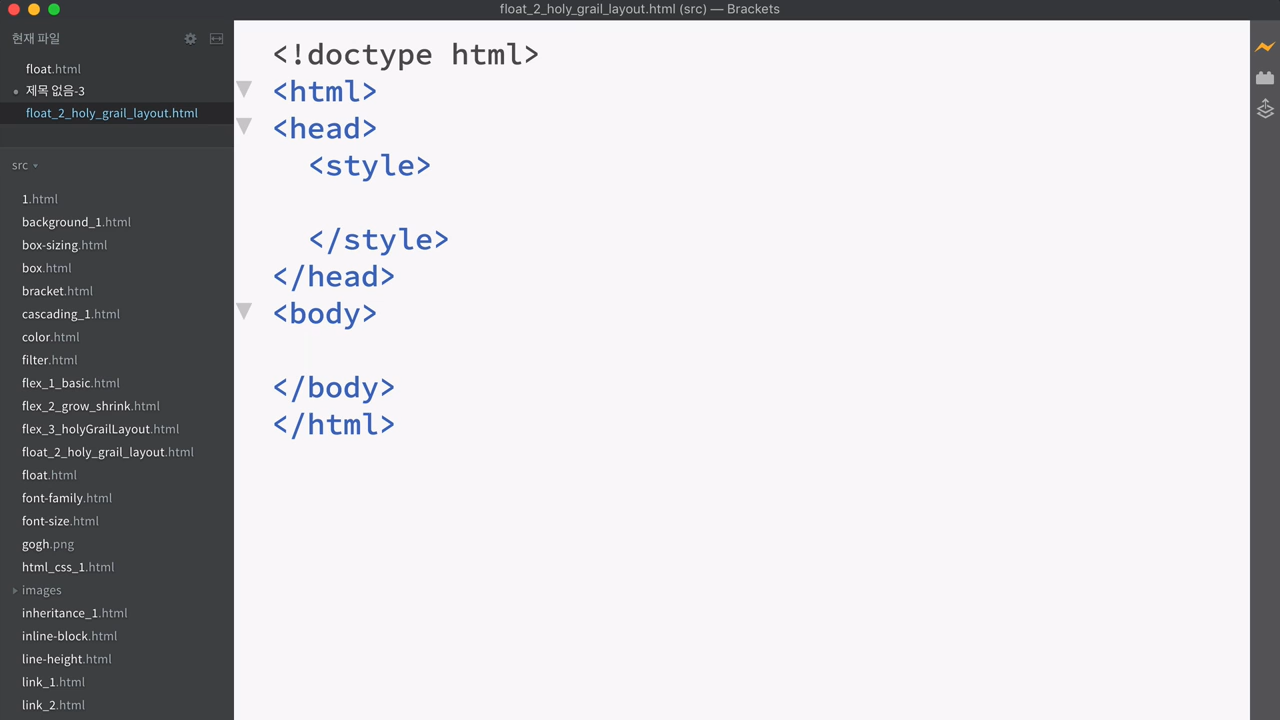 float_2_holy_grail_layout.html (src) — Brackets
현재 파일
float.html
제목 없음-3
float_2_holy_grail_layout.html
src
1.html
background_1.html
box-sizing.html
box.html
bracket.html
cascading_1.html
color.html
filter.html
flex_1_basic.html
flex_2_grow_shrink.html
flex_3_holyGrailLayout.html
float_2_holy_grail_layout.html
float.html
font-family.html
font-size.html
gogh.png
html_css_1.html
images
inheritance_1.html
inline-block.html
line-height.html
link_1.html
link_2.html
<!doctype html>
<html>
<head>
<style>
</style>
</head>
<body>
</body>
</html>